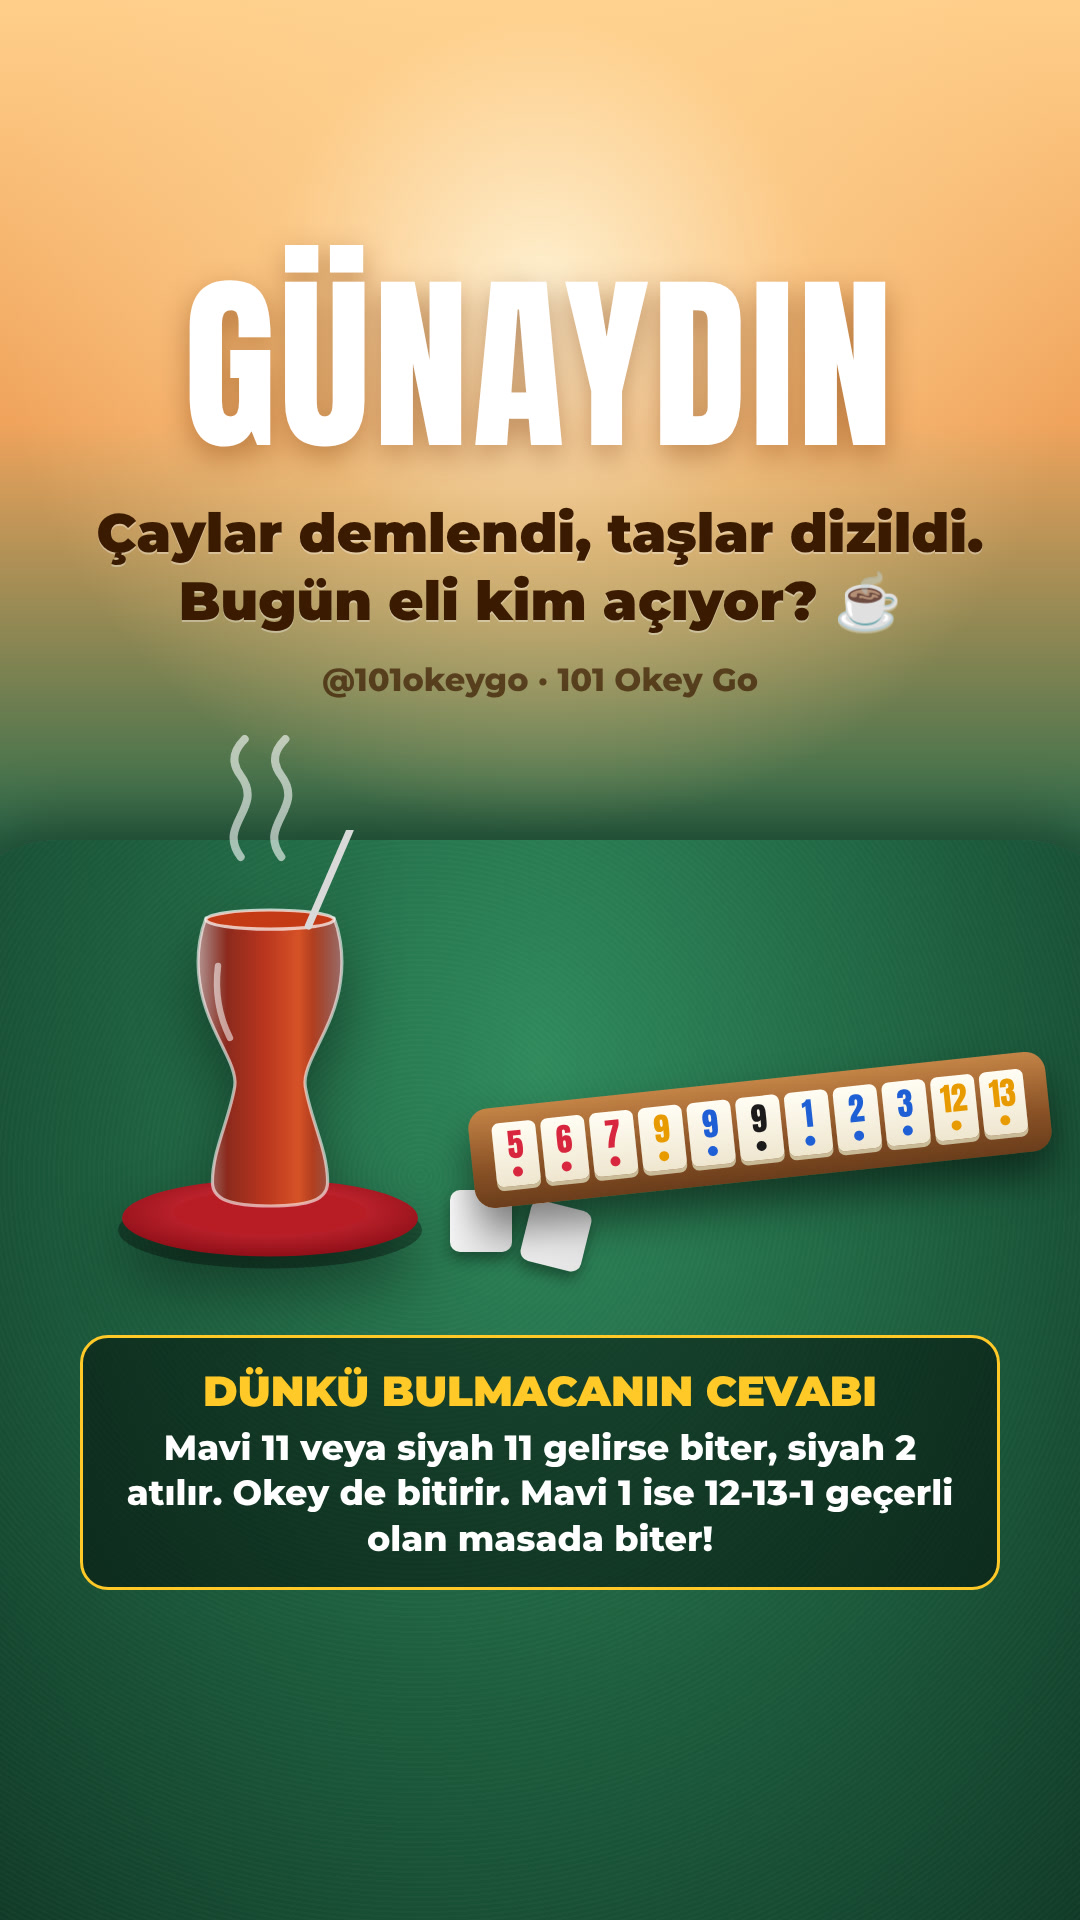 GÜNAYDIN
Çaylar demlendi, taşlar dizildi.
Bugün eli kim açıyor? ☕
@101okeygo · 101 Okey Go
5 6 7 9 9 9 1 2 3 12 13
DÜNKÜ BULMACANIN CEVABI
Mavi 11 veya siyah 11 gelirse biter, siyah 2
atılır. Okey de bitirir. Mavi 1 ise 12-13-1 geçerli
olan masada biter!